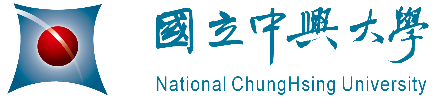 國立中興大學
National ChungHsing University